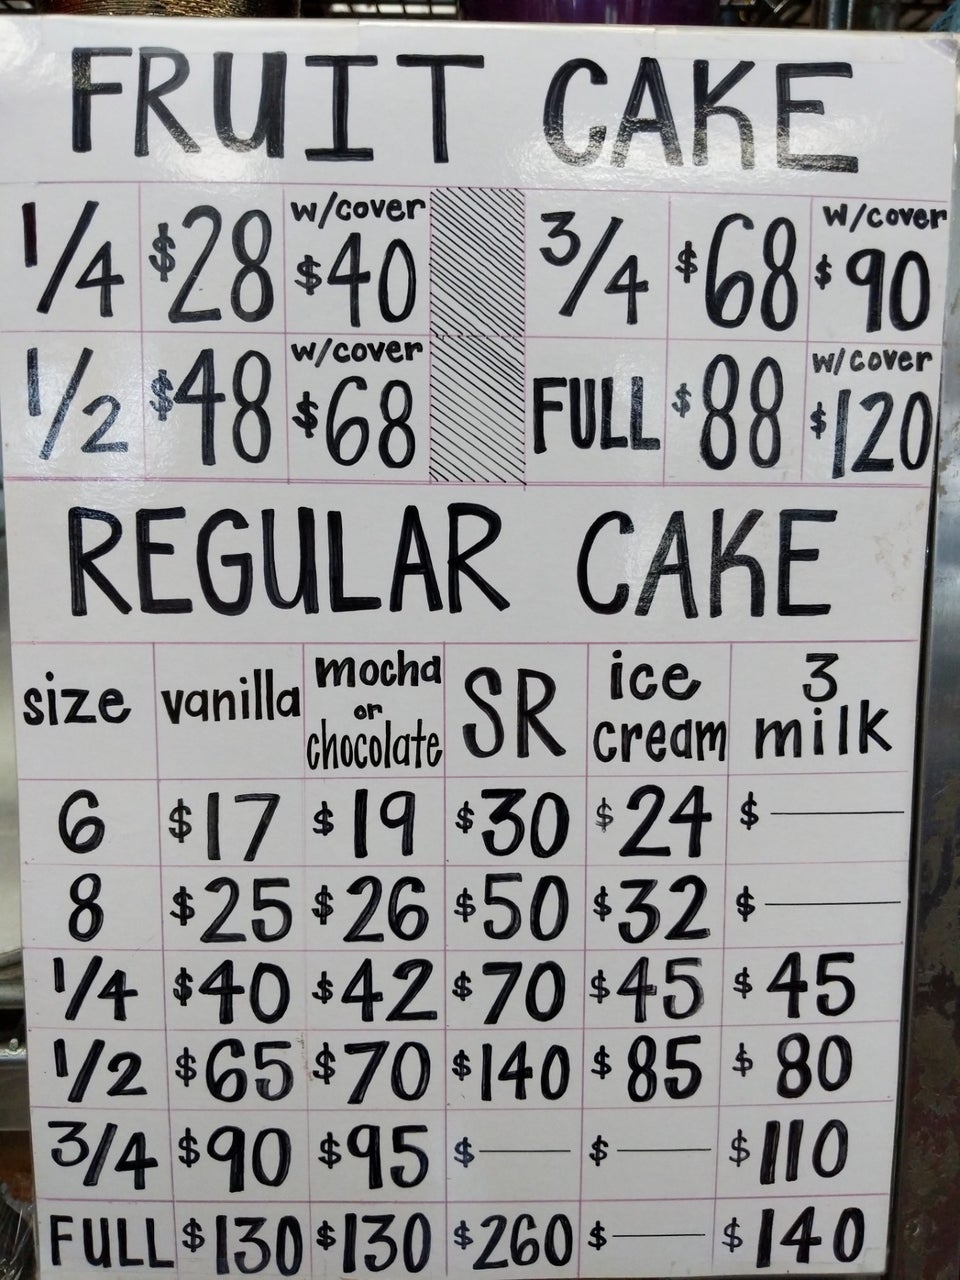 FRUIT CAKE
1/4 $28 w/cover $40 3/4 $68 w/cover $90
1/2 $48 w/cover $68 FULL $88 w/cover $120
REGULAR CAKE
size vanilla mocha or chocolate SR ice cream 3 milk
6 $17 $19 $30 $24 $ —
8 $25 $26 $50 $32 $ —
1/4 $40 $42 $70 $45 $45
1/2 $65 $70 $140 $85 $80
3/4 $90 $95 $ — $ — $110
FULL $130 $130 $260 $ — $140